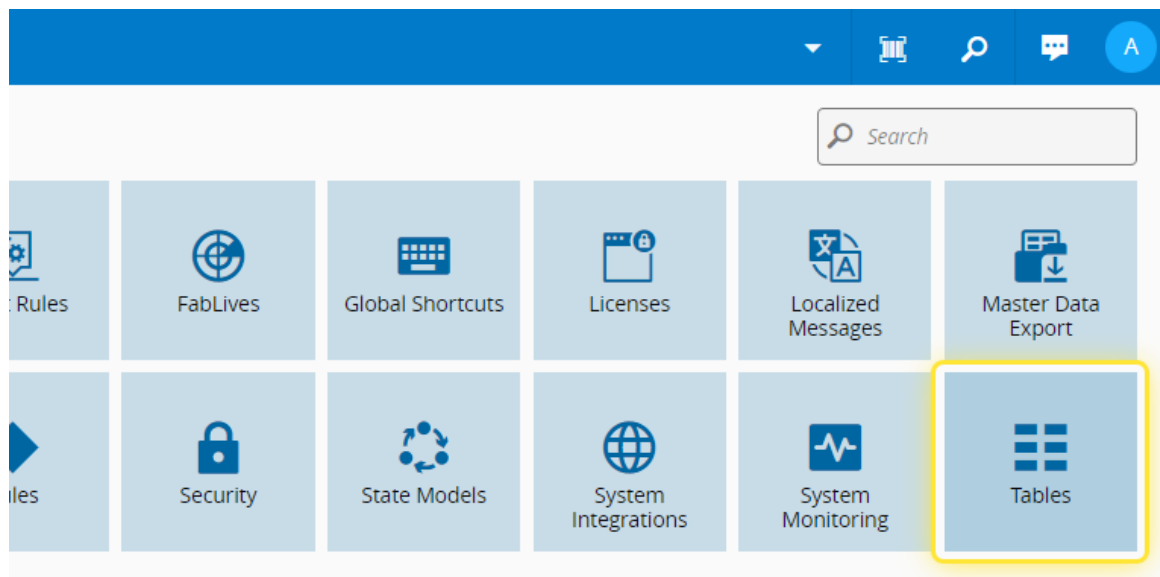 A
Search
Rules
FabLives
Global Shortcuts
Licenses
Localized
Messages
Master Data
Export
Security
State Models
System
Integrations
System
Monitoring
Tables